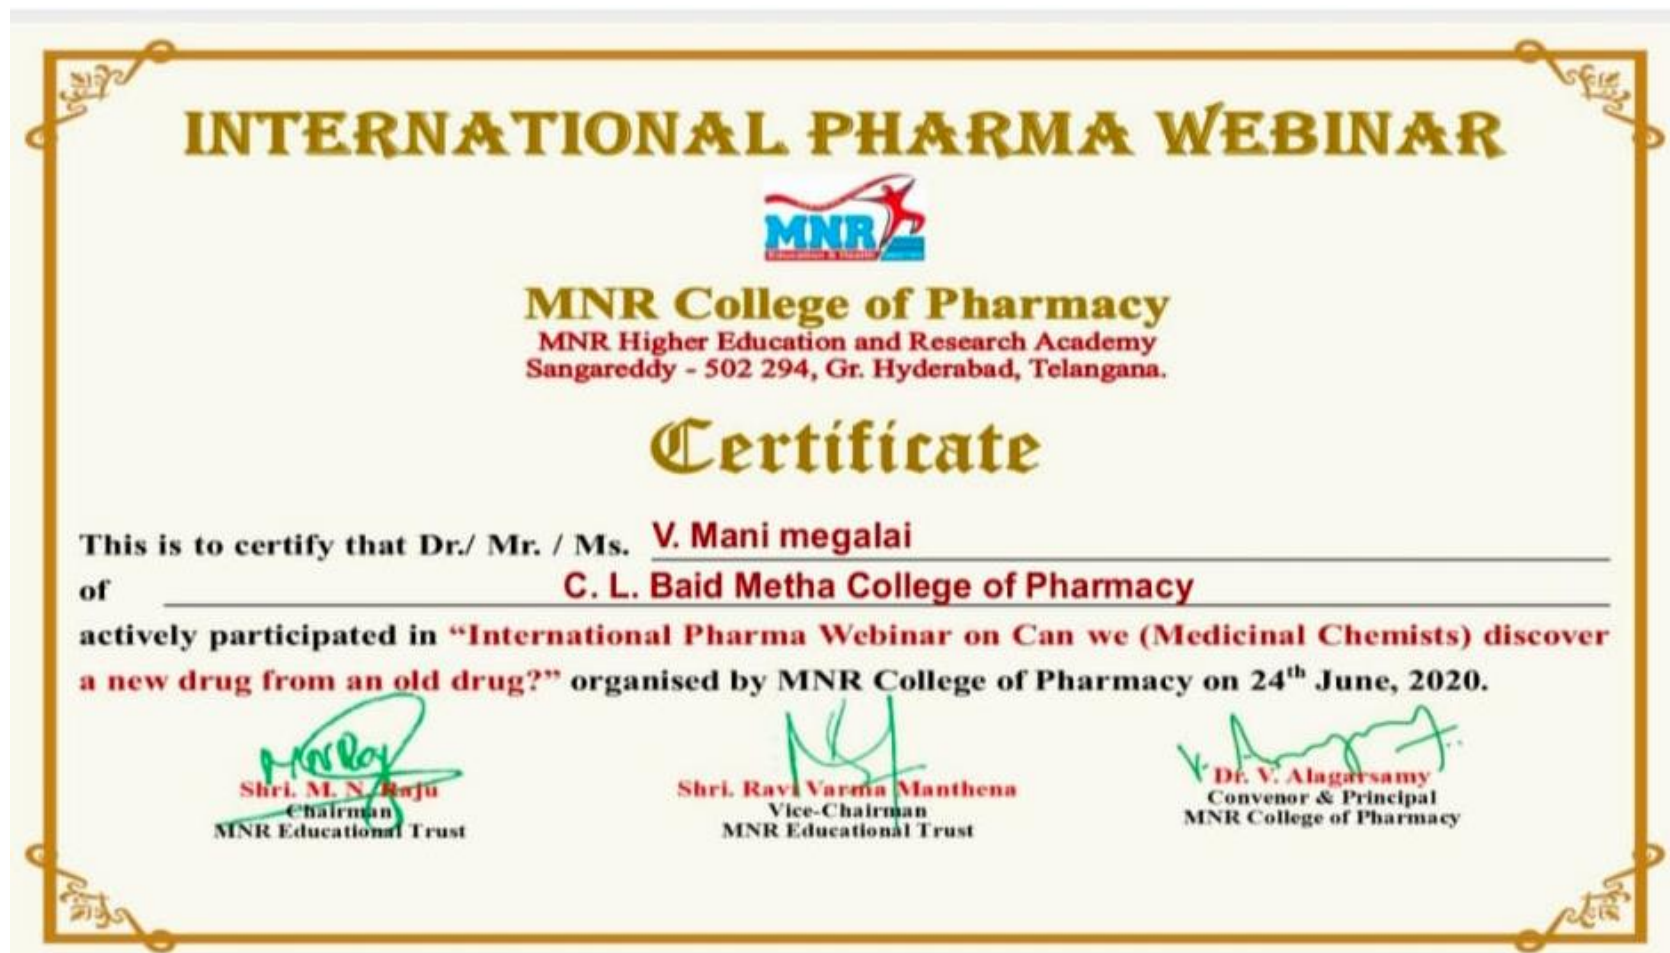 INTERNATIONAL PHARMA WEBINAR
MNR
Education & Health
MNR College of Pharmacy
MNR Higher Education and Research Academy
Sangareddy - 502 294, Gr. Hyderabad, Telangana.
Certificate
This is to certify that Dr./ Mr. / Ms. V. Mani megalai
of C. L. Baid Metha College of Pharmacy
actively participated in “International Pharma Webinar on Can we (Medicinal Chemists) discover
a new drug from an old drug?” organised by MNR College of Pharmacy on 24th June, 2020.
MNRaj
V.
Shri. M. N. Raju
Chairman
MNR Educational Trust
Shri. Ravi Varma Manthena
Vice-Chairman
MNR Educational Trust
Dr. V. Alagarsamy
Convenor & Principal
MNR College of Pharmacy